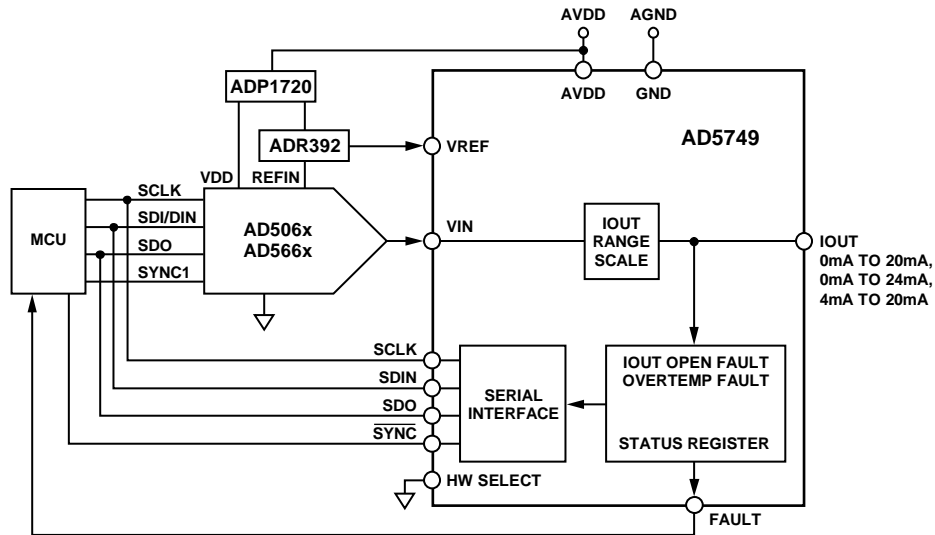 AVDD
AGND
ADP1720
AVDD
GND
AD5749
ADR392
VREF
VDD
REFIN
SCLK
SDI/DIN
SDO
SYNC1
MCU
AD506x
AD566x
VIN
IOUT
RANGE
SCALE
IOUT
0mA TO 20mA,
0mA TO 24mA,
4mA TO 20mA
SCLK
SDIN
SDO
SYNC
SERIAL
INTERFACE
IOUT OPEN FAULT
OVERTEMP FAULT
STATUS REGISTER
HW SELECT
FAULT